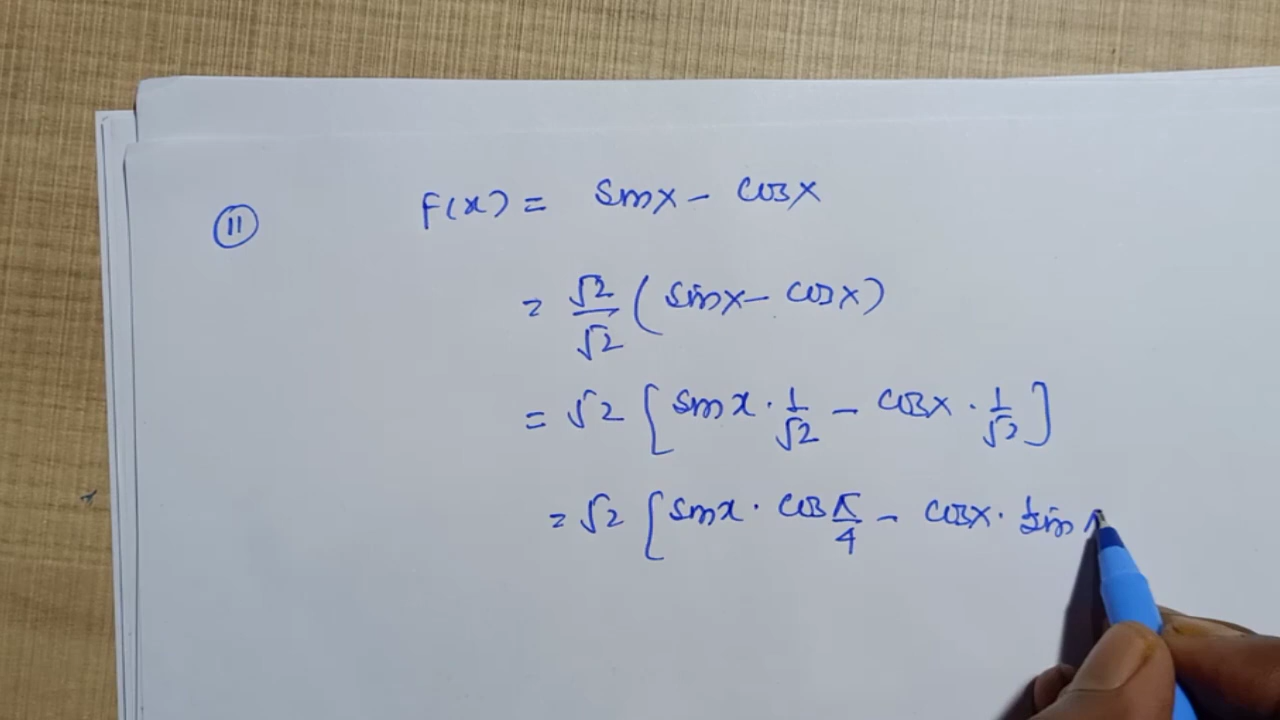 ⑪ F(x) = sinx - cosx
= √2/√2 (sinx - cosx)
= √2 [sinx · 1/√2 - cosx · 1/√2]
= √2 [sinx · cos π/4 - cosx · sin